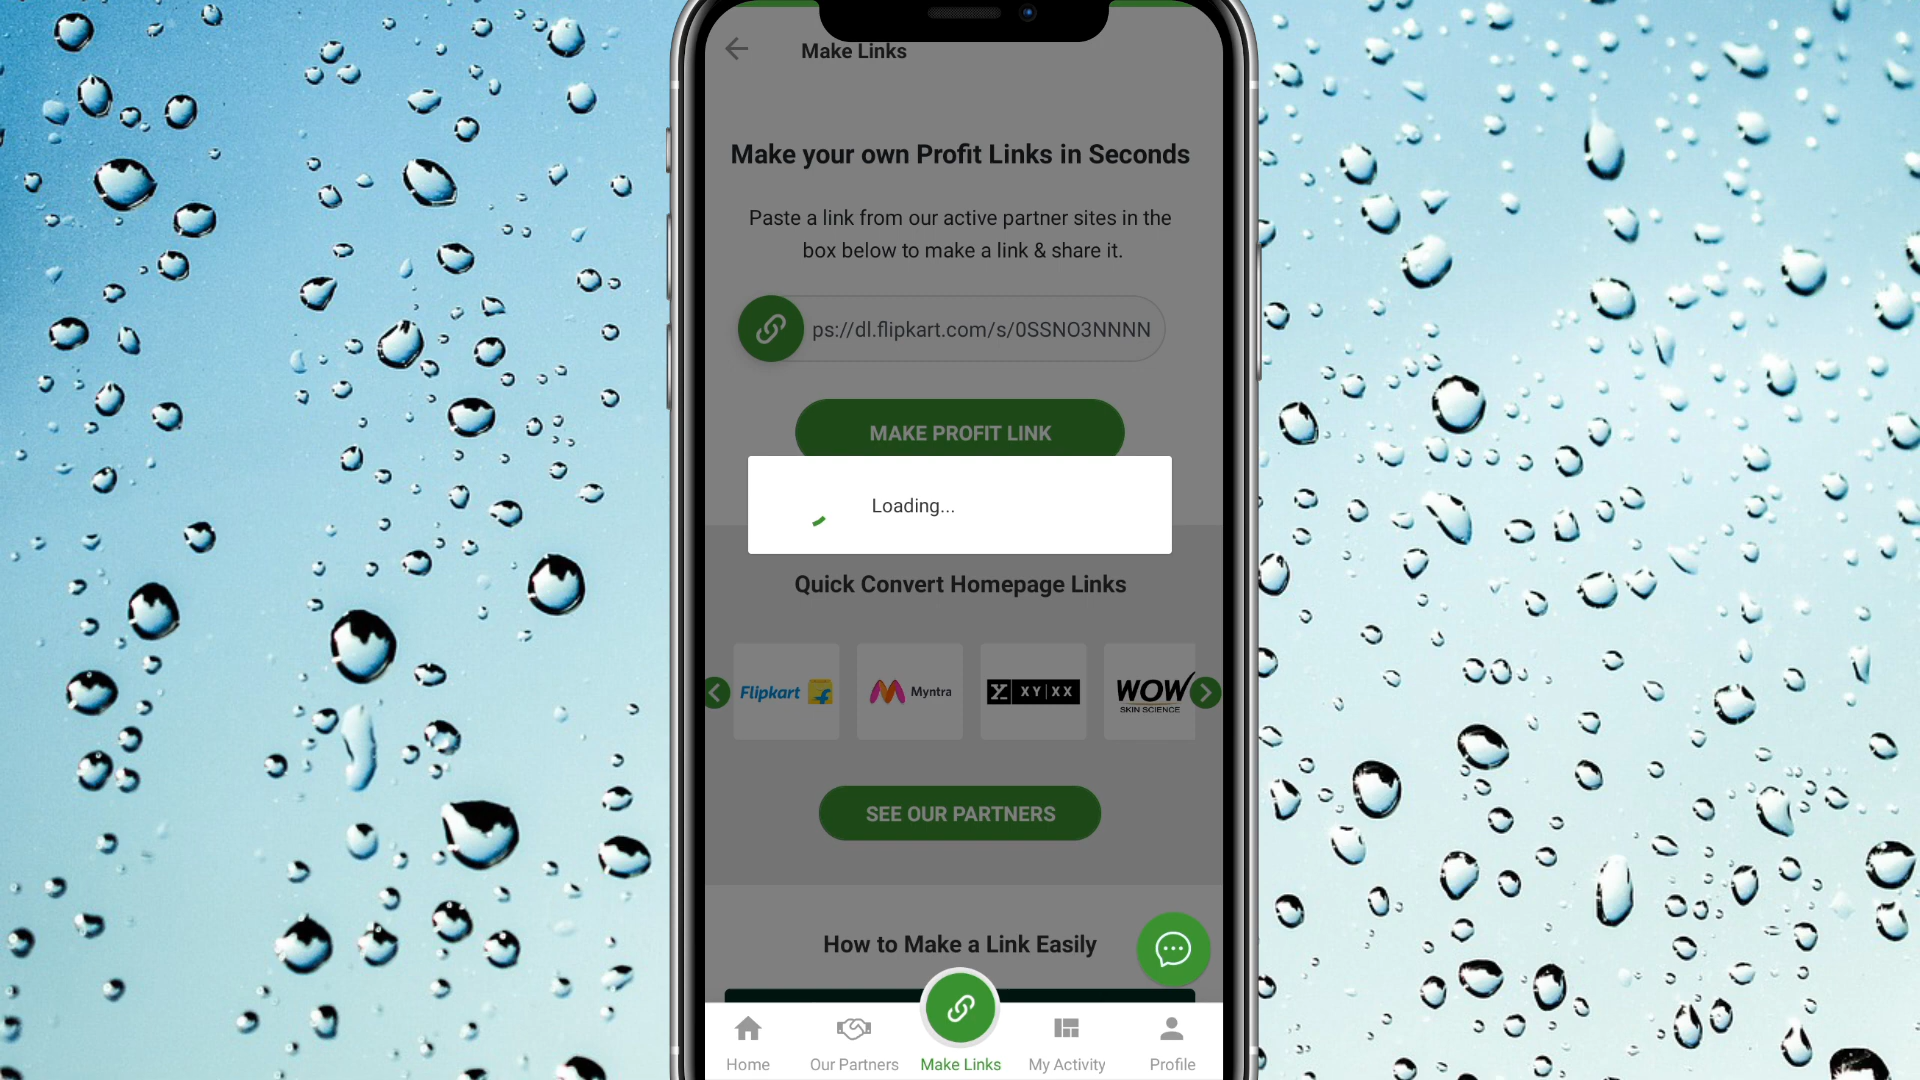 Make Links
Make your own Profit Links in Seconds
Paste a link from our active partner sites in the
box below to make a link & share it.
ps://dl.flipkart.com/s/0SSNO3NNNN
MAKE PROFIT LINK
Loading...
Quick Convert Homepage Links
Flipkart
Myntra
XY|XX
WOW
SKIN SCIENCE
SEE OUR PARTNERS
How to Make a Link Easily
Home
Our Partners
Make Links
My Activity
Profile